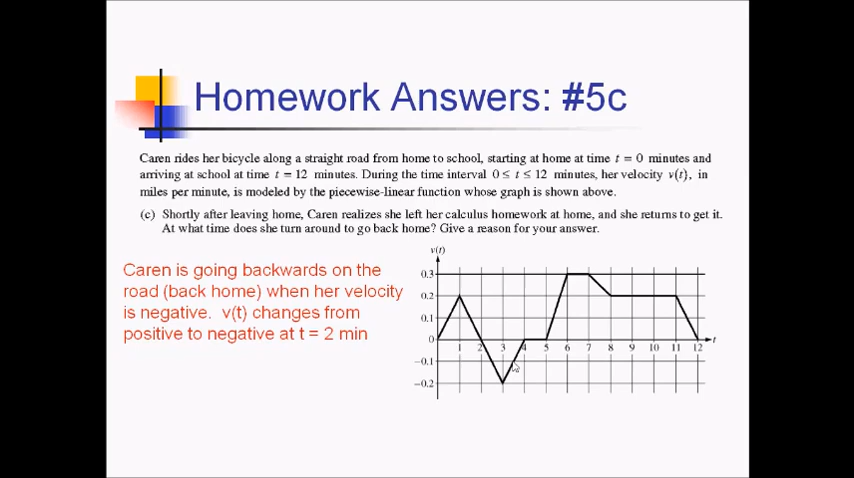 Homework Answers: #5c
Caren rides her bicycle along a straight road from home to school, starting at home at time t = 0 minutes and
arriving at school at time t = 12 minutes. During the time interval 0 ≤ t ≤ 12 minutes, her velocity v(t), in
miles per minute, is modeled by the piecewise-linear function whose graph is shown above.
(c) Shortly after leaving home, Caren realizes she left her calculus homework at home, and she returns to get it.
At what time does she turn around to go back home? Give a reason for your answer.
Caren is going backwards on the
road (back home) when her velocity
is negative. v(t) changes from
positive to negative at t = 2 min
v(t)
0.3
0.2
0.1
0
−0.1
−0.2
1 2 3 4 5 6 7 8 9 10 11 12 t